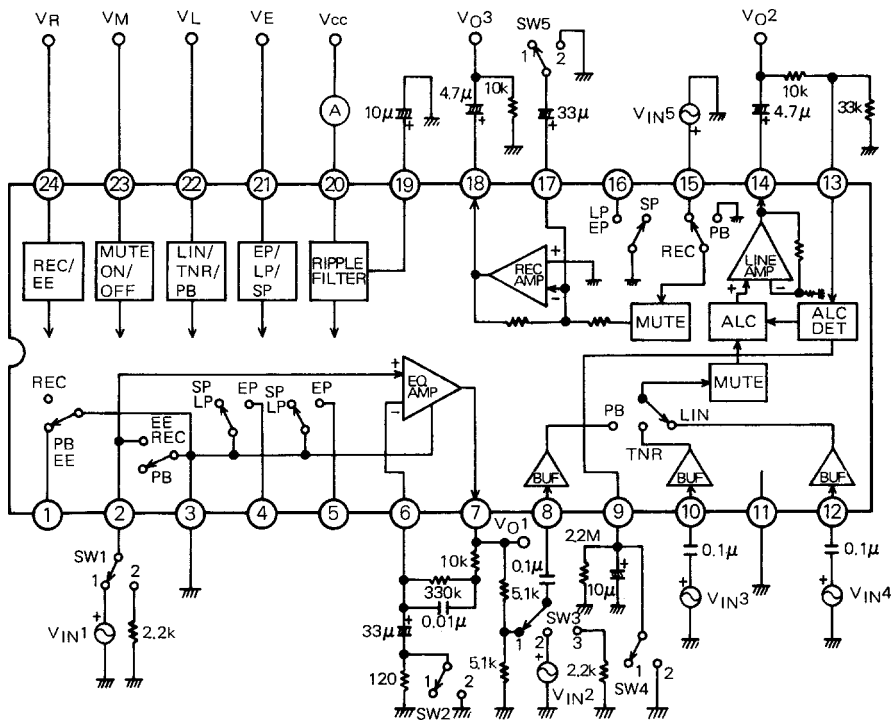 VR VM VL VE Vcc VO3 SW5 VO2
1 2
A
10μ + 4.7μ + 10k 33μ + VIN5 + 10k 4.7μ + 33k
24 23 22 21 20 19 18 17 16 15 14 13
LP EP SP PB REC
REC/ EE
MUTE ON/ OFF
LIN/ TNR/ PB
EP/ LP/ SP
RIPPLE FILTER
REC AMP + −
LINE AMP + −
MUTE ALC ALC DET
MUTE
REC
PB EE
EE REC
PB
SP LP EP
SP LP EP
+ − EQ AMP
PB TNR LIN
BUF BUF BUF
1 2 3 4 5 6 7 8 9 10 11 12
VO1
SW1 1 2
VIN1 + 2.2k
10k
330k
0.01μ
33μ +
120
SW2 1 2
5.1k
5.1k
0.1μ
SW3 1 2 3
VIN2 +
2.2k
2.2M
10μ +
SW4 1 2
0.1μ
VIN3 +
0.1μ
VIN4 +